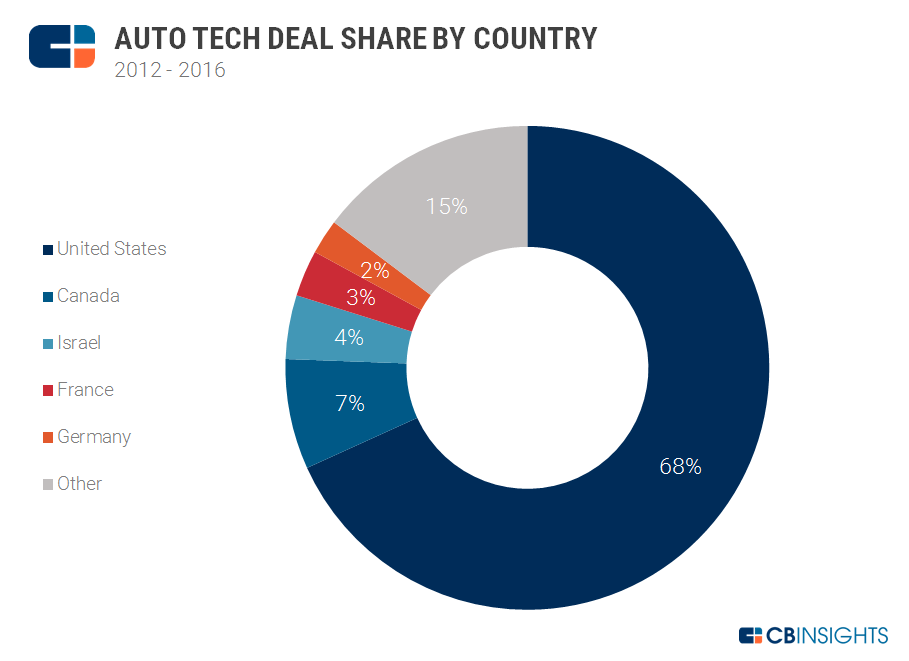 AUTO TECH DEAL SHARE BY COUNTRY
2012 - 2016
United States
Canada
Israel
France
Germany
Other
15%
2%
3%
4%
7%
68%
CBINSIGHTS